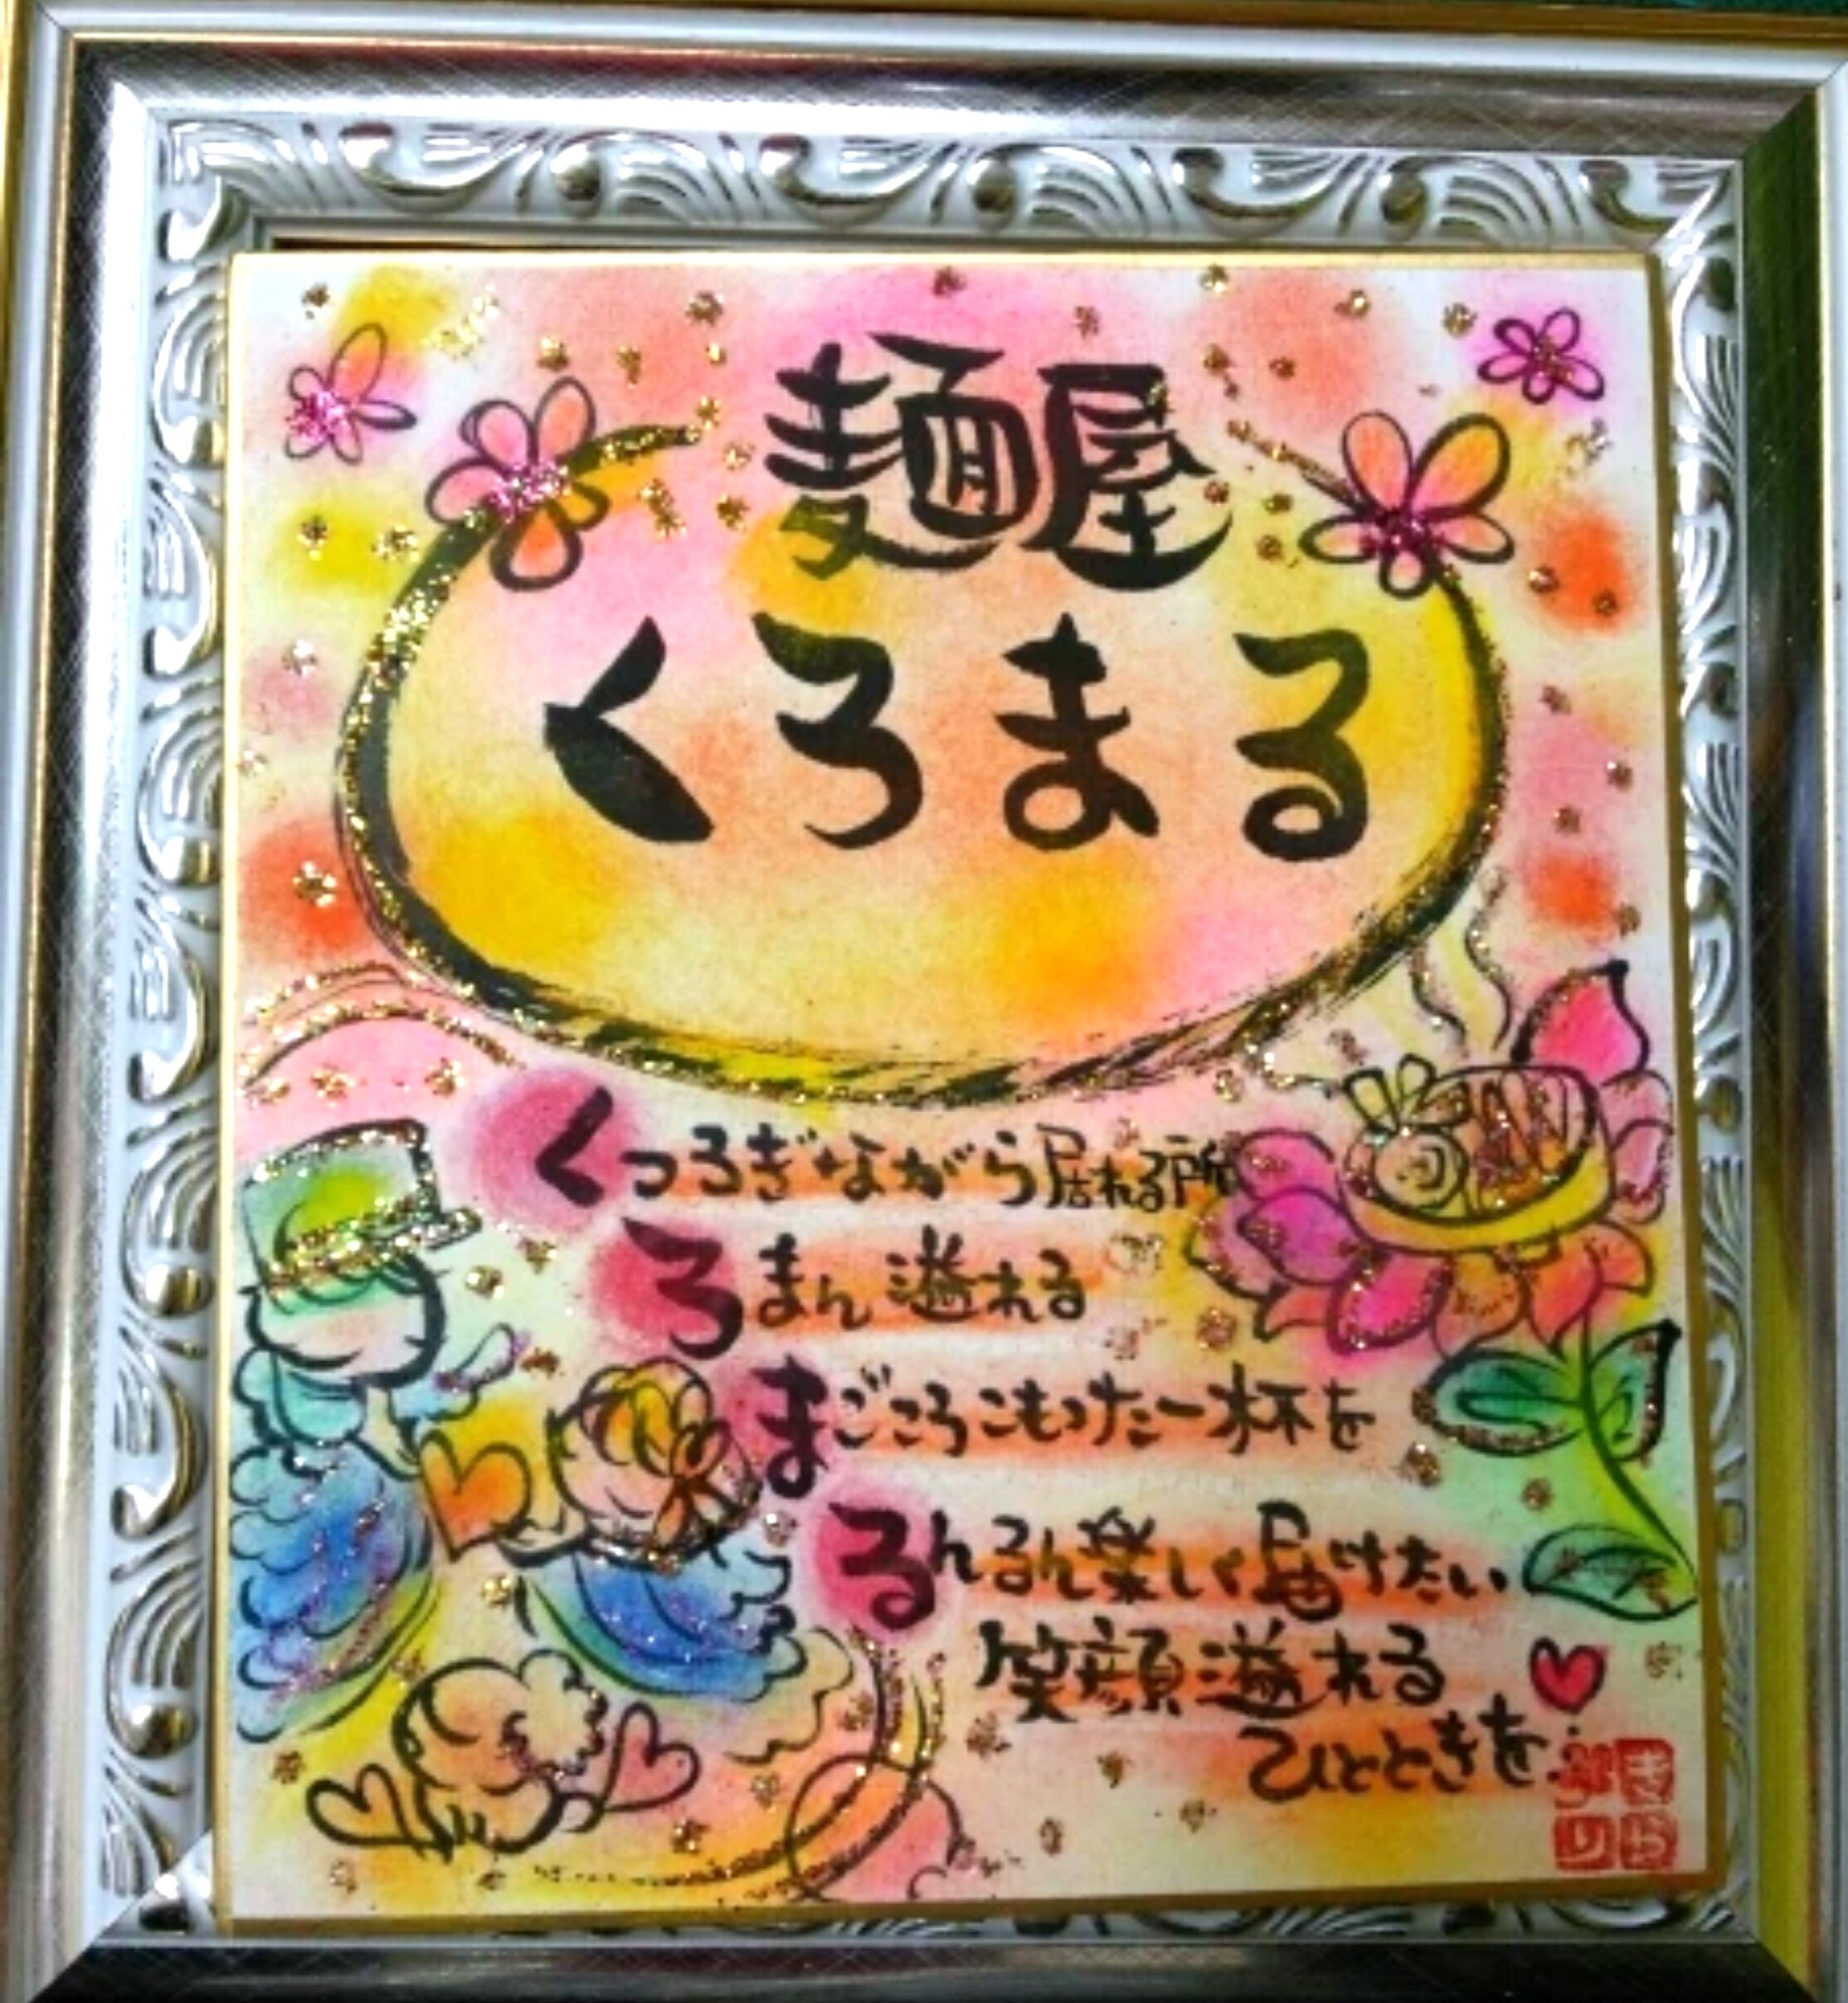 麺屋
くろまる
くつろぎながら居れる所
ろまん溢れる
まごころこもった一杯を
るんるん楽しく届けたい
笑顔溢れる
ひとときを